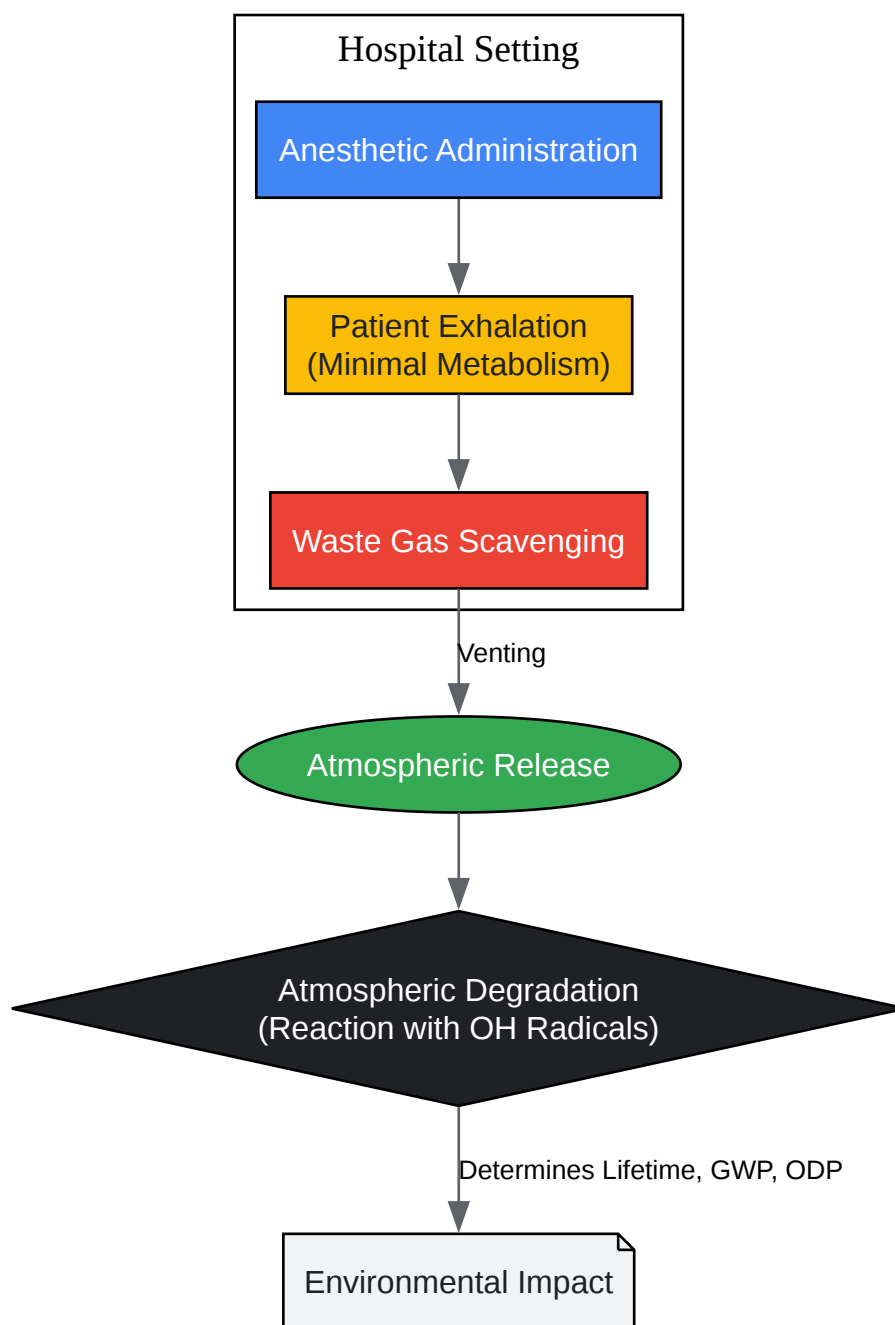 Hospital Setting
Anesthetic Administration
Patient Exhalation
(Minimal Metabolism)
Waste Gas Scavenging
Venting
Atmospheric Release
Atmospheric Degradation
(Reaction with OH Radicals)
Determines Lifetime, GWP, ODP
Environmental Impact